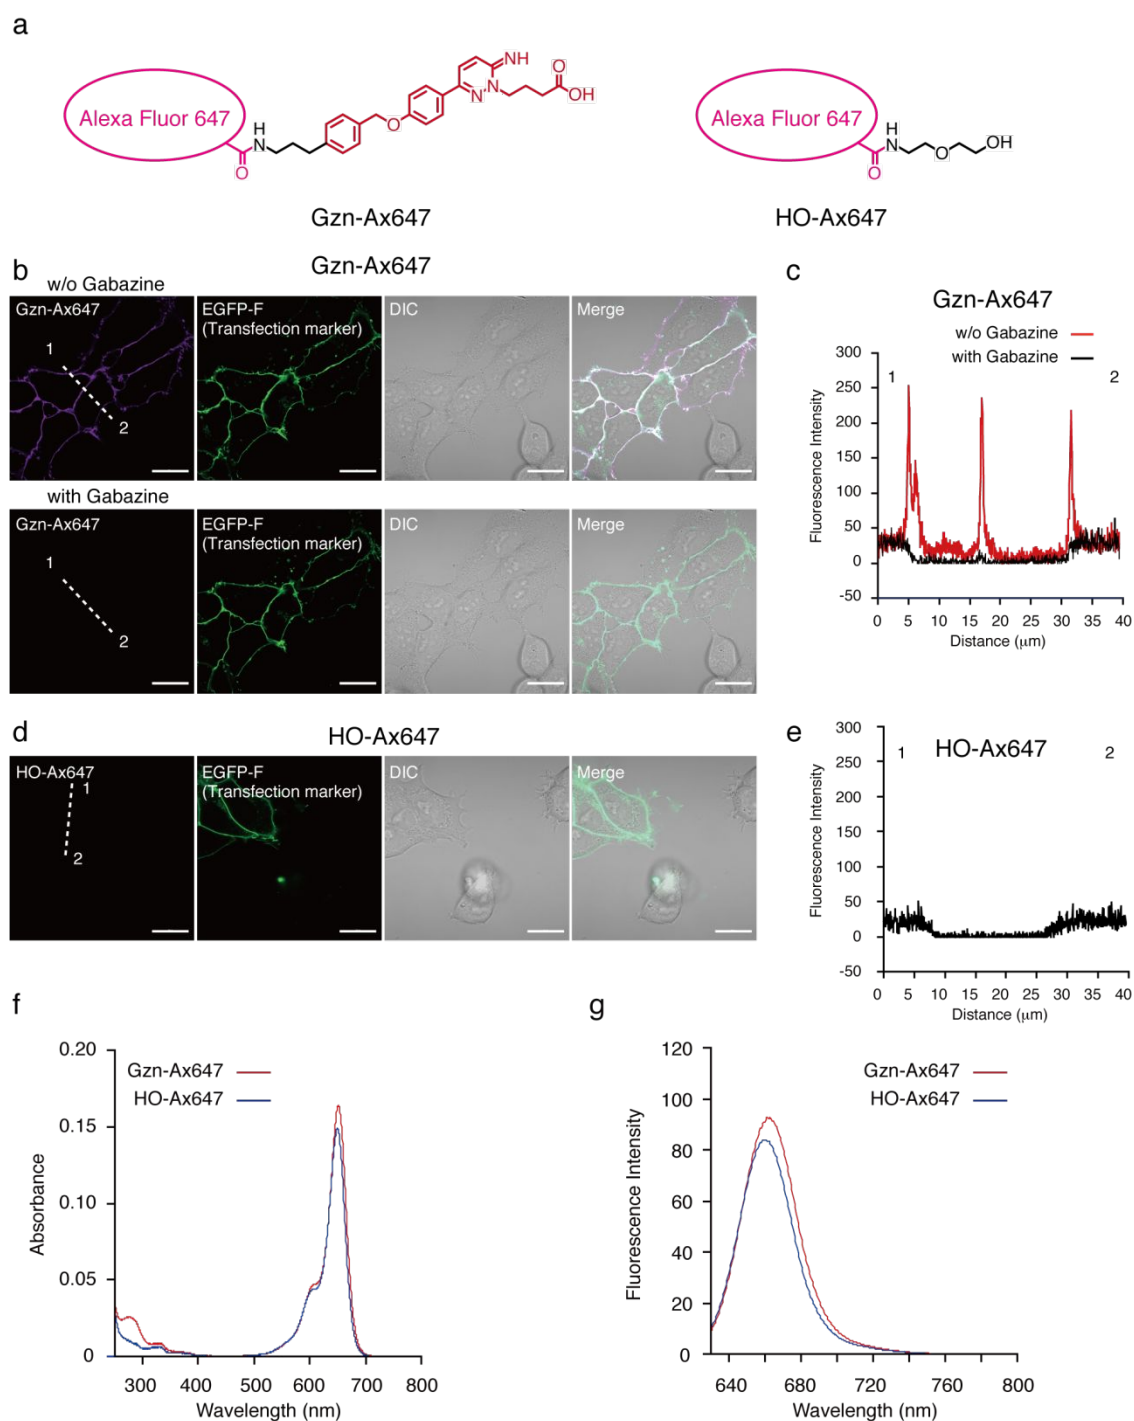 a
Alexa Fluor 647
H
N
O
O
N
N
NH
O
OH
Gzn-Ax647
Alexa Fluor 647
H
N
O
O
OH
HO-Ax647
b
Gzn-Ax647
w/o Gabazine
Gzn-Ax647
1
2
EGFP-F
(Transfection marker)
DIC
Merge
with Gabazine
Gzn-Ax647
1
2
EGFP-F
(Transfection marker)
DIC
Merge
c
Gzn-Ax647
w/o Gabazine
with Gabazine
1
2
300
250
200
150
100
50
0
-50
Fluorescence Intensity
0 5 10 15 20 25 30 35 40
Distance (μm)
d
HO-Ax647
HO-Ax647
1
2
EGFP-F
(Transfection marker)
DIC
Merge
e
HO-Ax647
1
2
300
250
200
150
100
50
0
-50
Fluorescence Intensity
0 5 10 15 20 25 30 35 40
Distance (μm)
f
Gzn-Ax647
HO-Ax647
0.20
0.15
0.10
0.05
0
Absorbance
300 400 500 600 700 800
Wavelength (nm)
g
Gzn-Ax647
HO-Ax647
120
100
80
60
40
20
0
Fluorescence Intensity
640 680 720 760 800
Wavelength (nm)